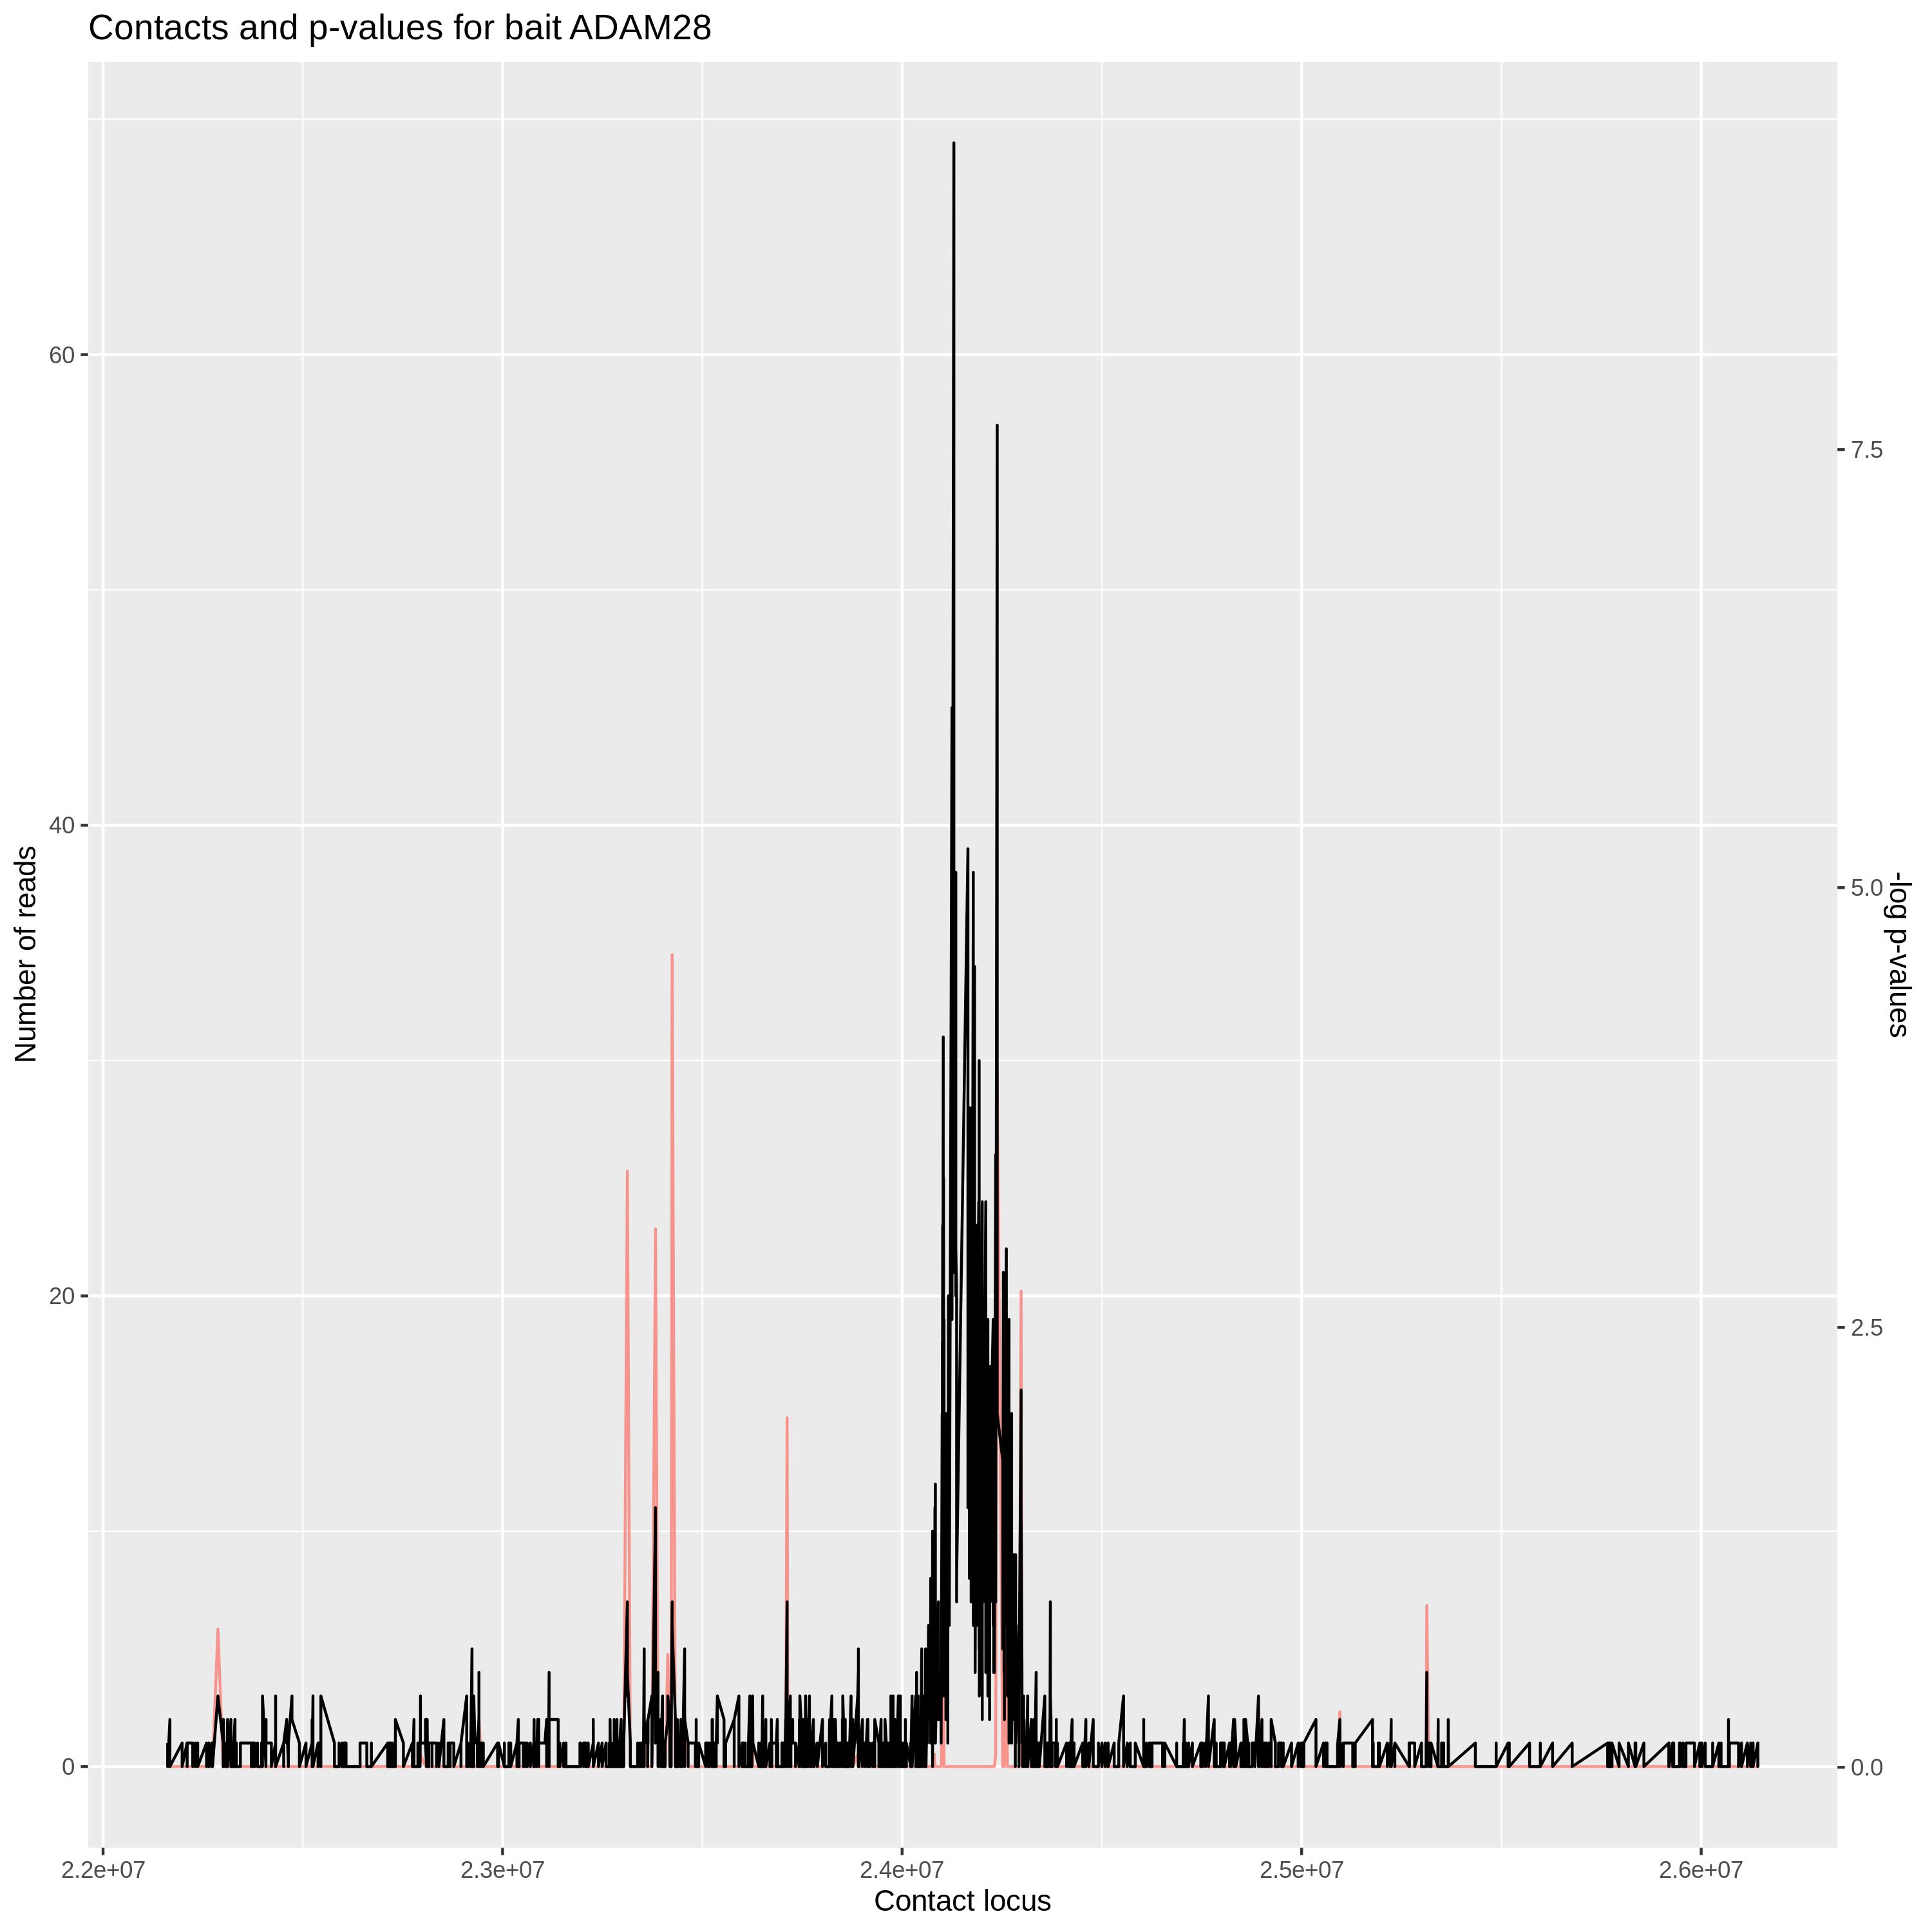 Contacts and p-values for bait ADAM28
Number of reads
60
40
20
0
7.5
5.0
2.5
0.0
-log p-values
2.2e+07 2.3e+07 2.4e+07 2.5e+07 2.6e+07
Contact locus